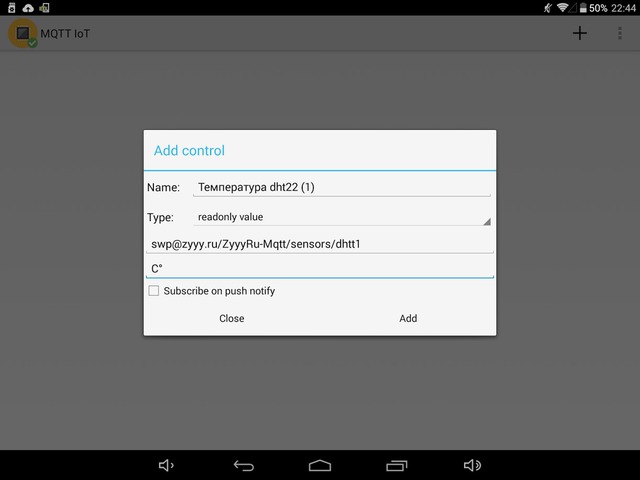 50% 22:44
MQTT IoT
Add control
Name: Температура dht22 (1)
Type: readonly value
swp@zyyy.ru/ZyyyRu-Mqtt/sensors/dhtt1
C°
Subscribe on push notify
Close Add